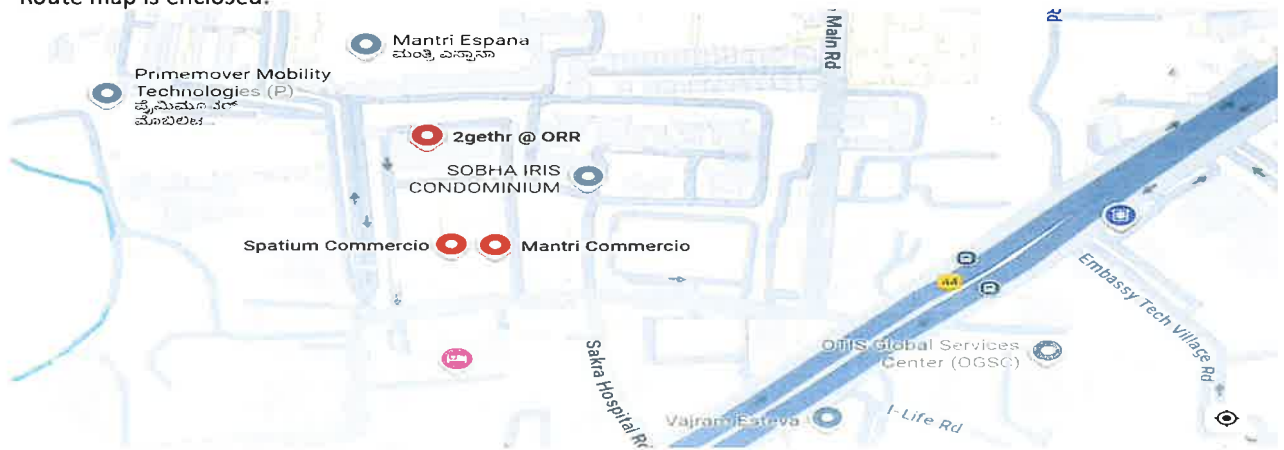 Route map is enclosed.
Main Rd
Mantri Espana
ಮಂತ್ರಿ ಎಸ್ಪಾನಾ
Primemover Mobility
Technologies (P)
ಪ್ರೈಮಿಮೂವರ್
ಮೊಬಿಲಿಟಿ...
2gethr @ ORR
SOBHA IRIS
CONDOMINIUM
Spatium Commercio
Mantri Commercio
44
Embassy Tech Village Rd
Sakra Hospital Rd
OTIS Global Services
Center (OGSC)
Vajram Esteva
I-Life Rd